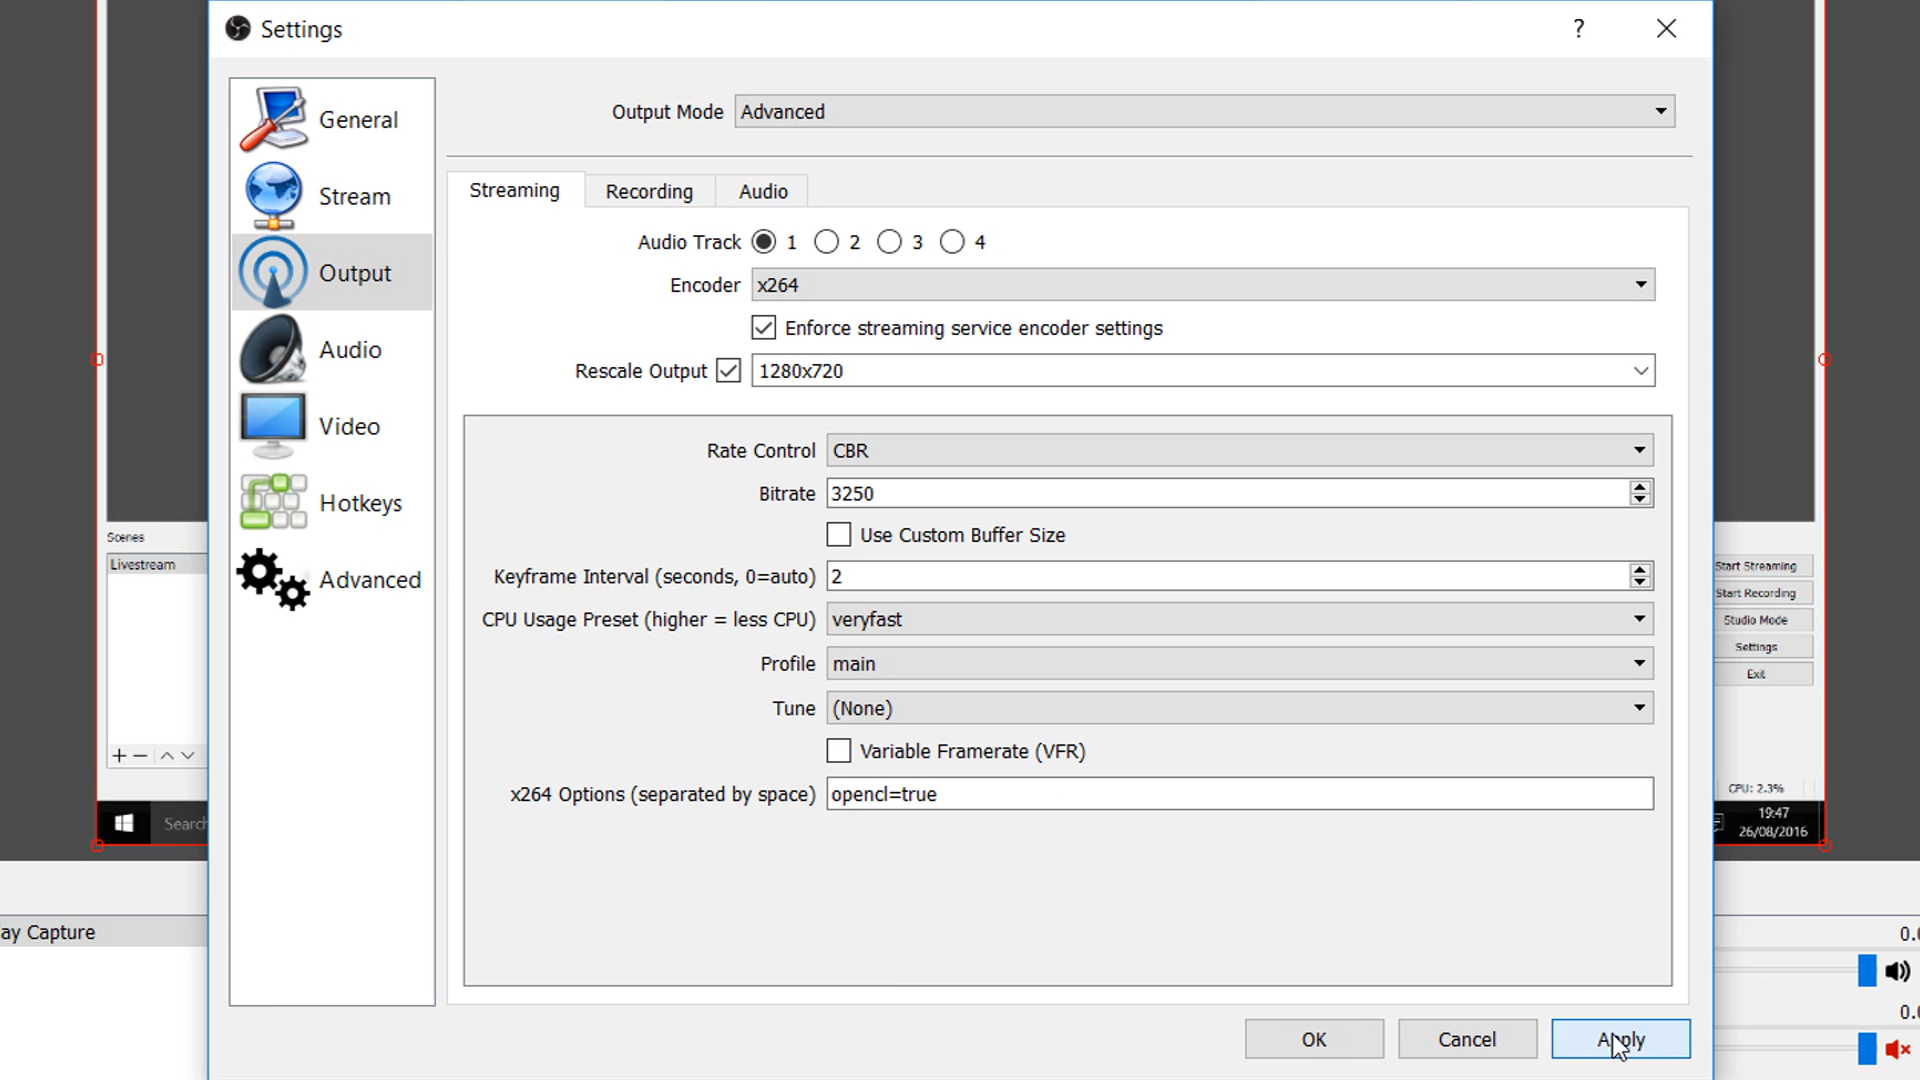 Settings
?
General
Stream
Output
Audio
Video
Hotkeys
Advanced
Output Mode Advanced
Streaming Recording Audio
Audio Track 1 2 3 4
Encoder x264
Enforce streaming service encoder settings
Rescale Output 1280x720
Rate Control CBR
Bitrate 3250
Use Custom Buffer Size
Keyframe Interval (seconds, 0=auto) 2
CPU Usage Preset (higher = less CPU) veryfast
Profile main
Tune (None)
Variable Framerate (VFR)
x264 Options (separated by space) opencl=true
OK Cancel Apply
Scenes
Livestream
Search
ay Capture
Start Streaming
Start Recording
Studio Mode
Settings
Exit
CPU: 2.3%
19:47
26/08/2016
0.
0.